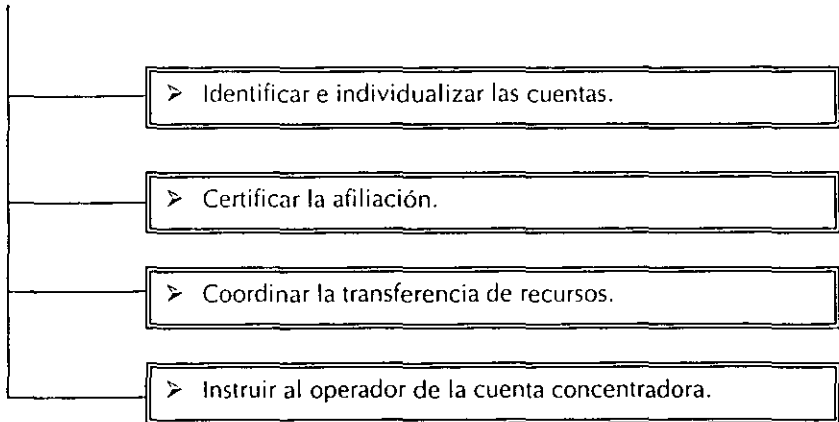 ➢ Identificar e individualizar las cuentas.
➢ Certificar la afiliación.
➢ Coordinar la transferencia de recursos.
➢ Instruir al operador de la cuenta concentradora.